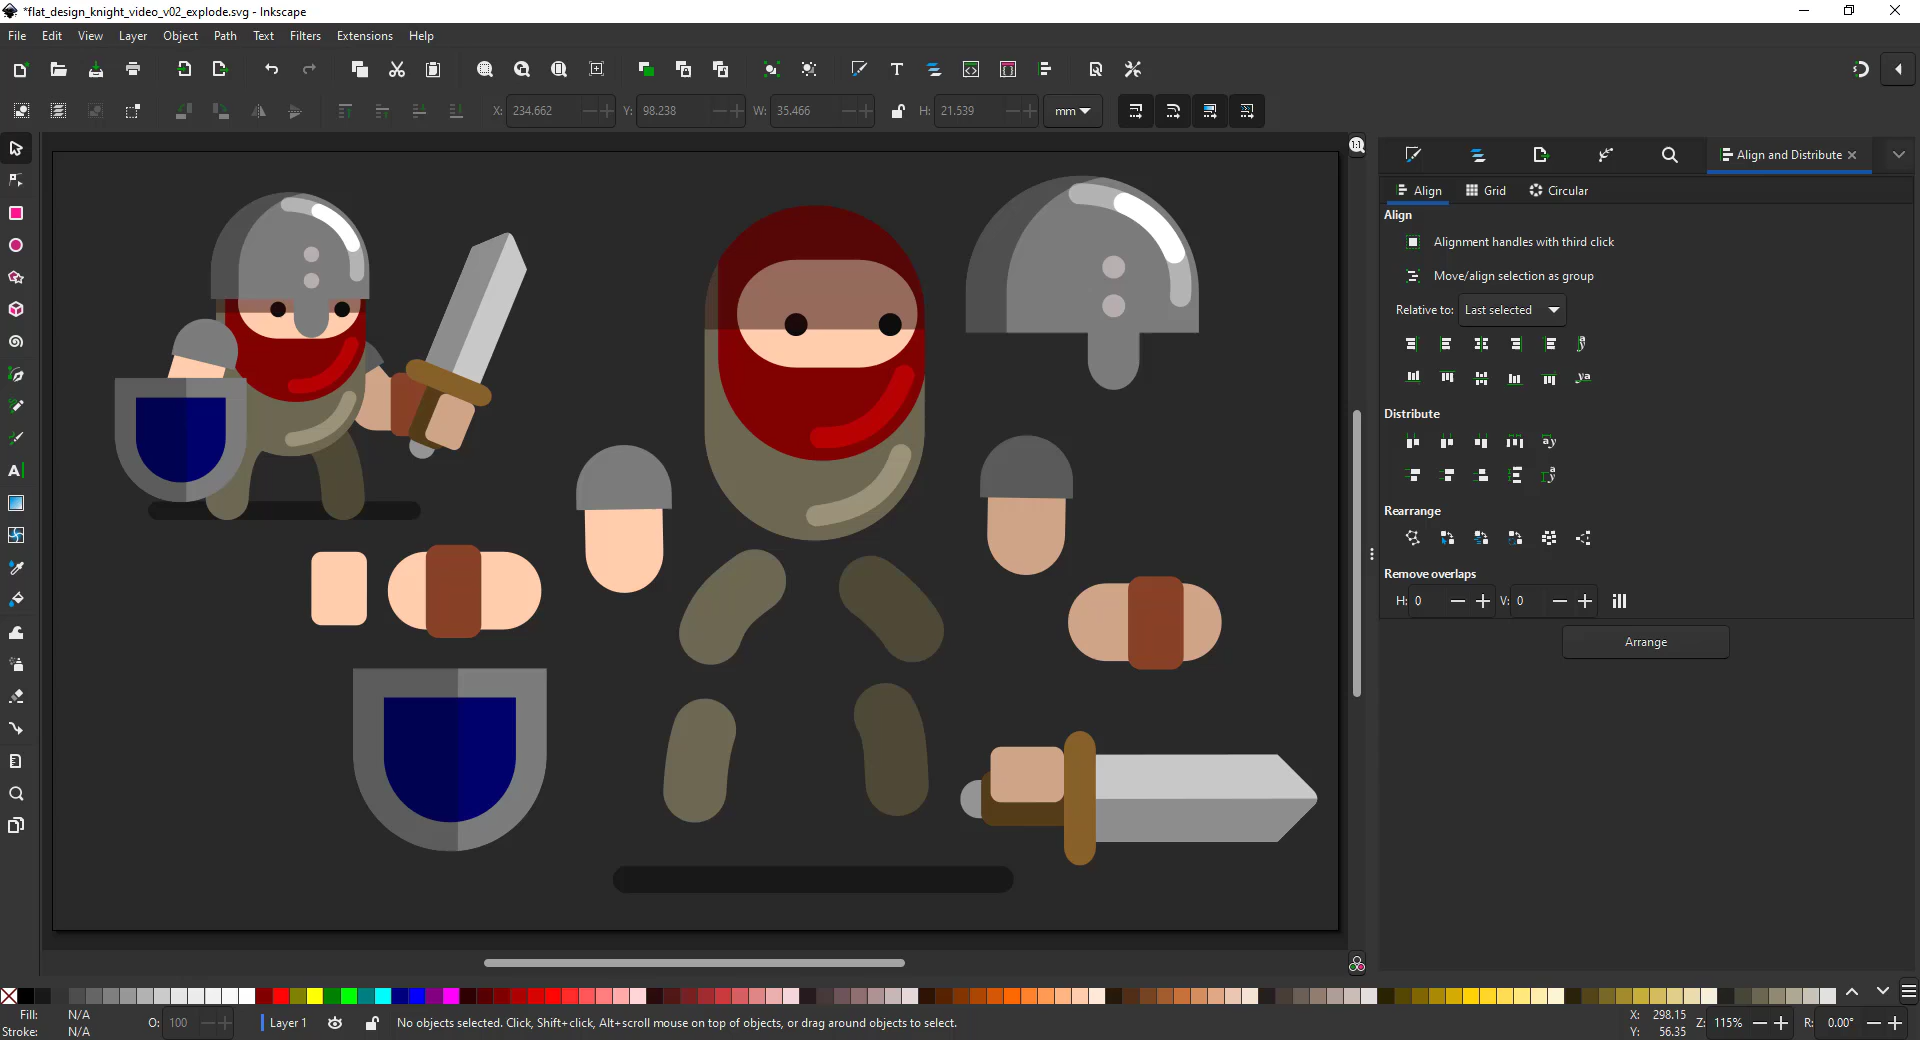 *flat_design_knight_video_v02_explode.svg - Inkscape
File Edit View Layer Object Path Text Filters Extensions Help
X: 234.662 Y: 98.238 W: 35.466 H: 21.539 mm
1:1
Align and Distribute
Align Grid Circular
Align
Alignment handles with third click
Move/align selection as group
Relative to: Last selected
Distribute
Rearrange
Remove overlaps
H: 0 V: 0
Arrange
Fill: N/A
Stroke: N/A
O: 100
Layer 1
No objects selected. Click, Shift+click, Alt+scroll mouse on top of objects, or drag around objects to select.
X: 298.15
Y: 56.35
Z: 115%
R: 0.00°